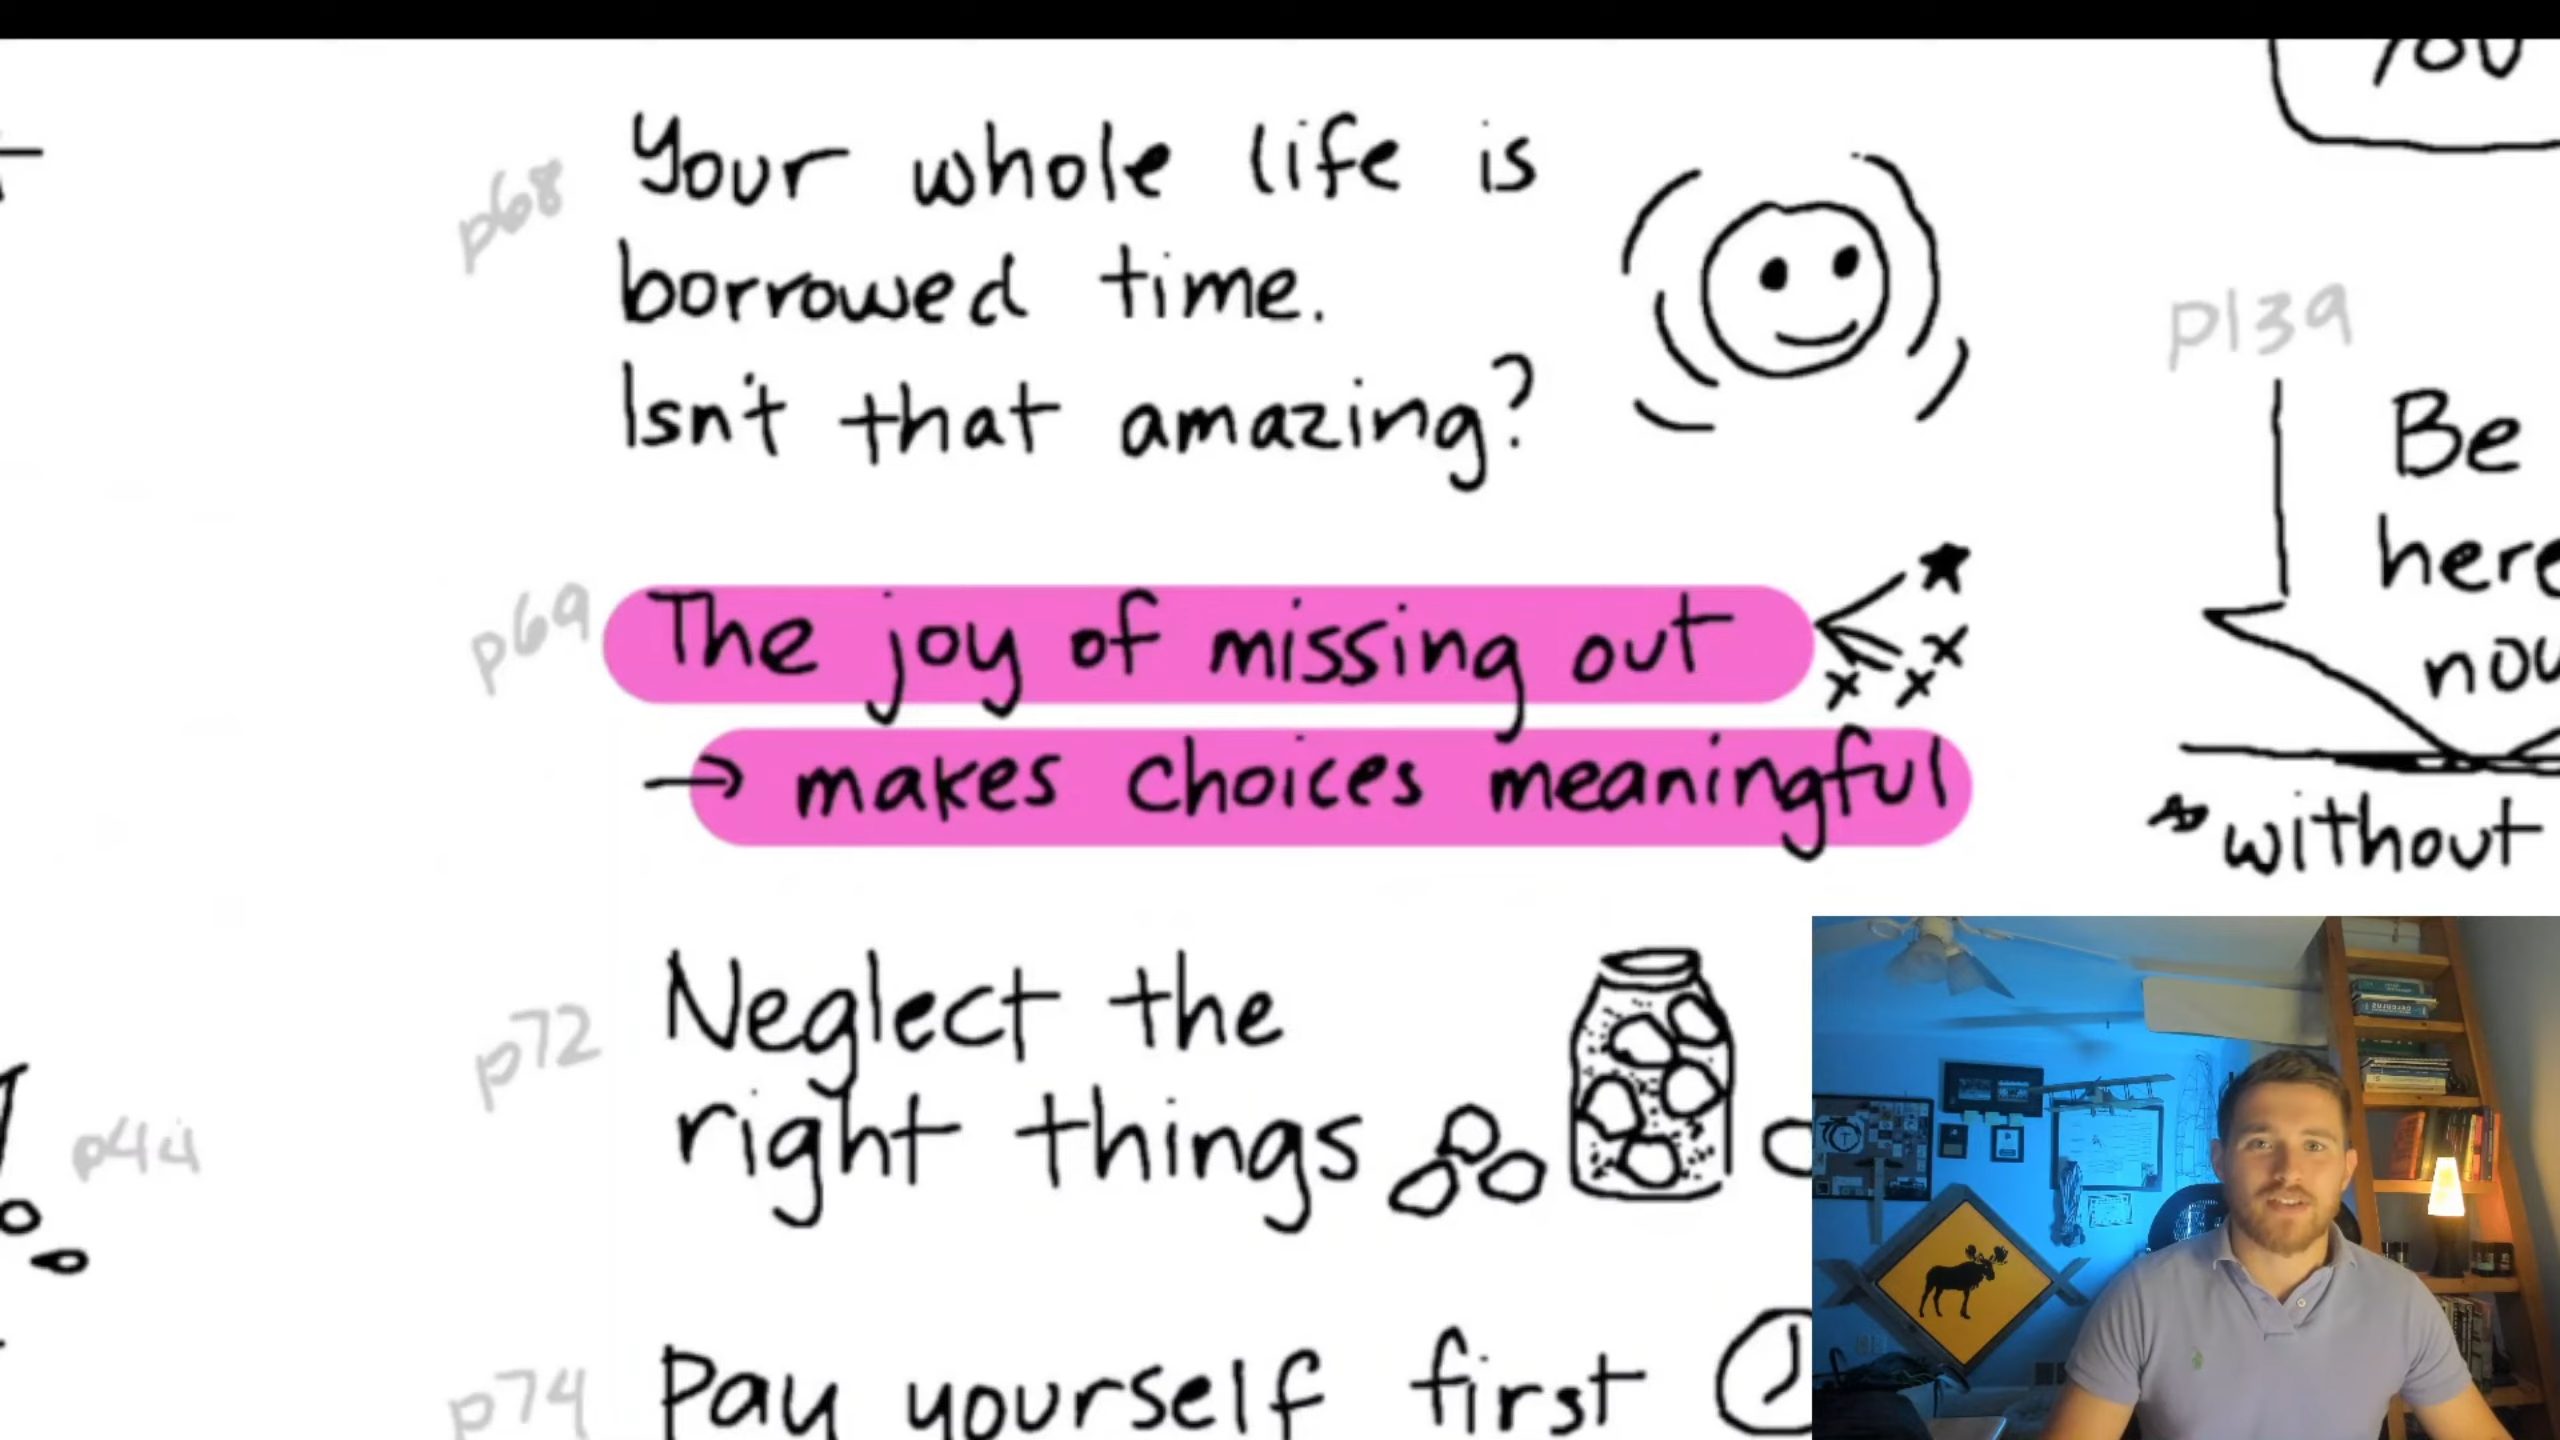 you
p68
Your whole life is
borrowed time.
Isn't that amazing?
p69
The joy of missing out
→ makes choices meaningful
p72
Neglect the
right things
p74
Pay yourself first
p44
p139
Be
here
*without